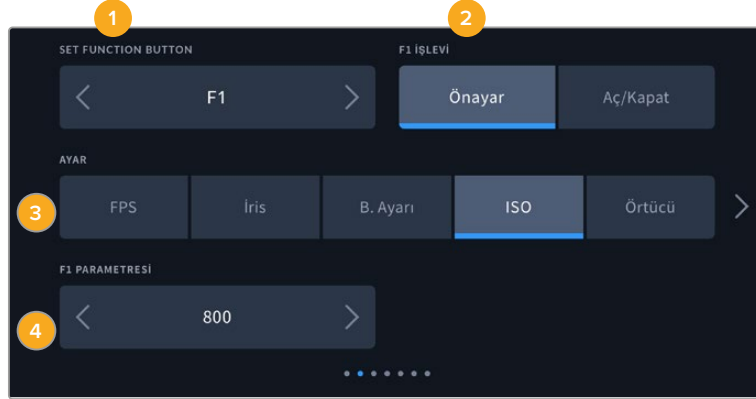 1 2
SET FUNCTION BUTTON F1 İŞLEVİ
F1 Önayar Aç/Kapat
AYAR
3 FPS İris B. Ayarı ISO Örtücü
F1 PARAMETRESİ
4 800